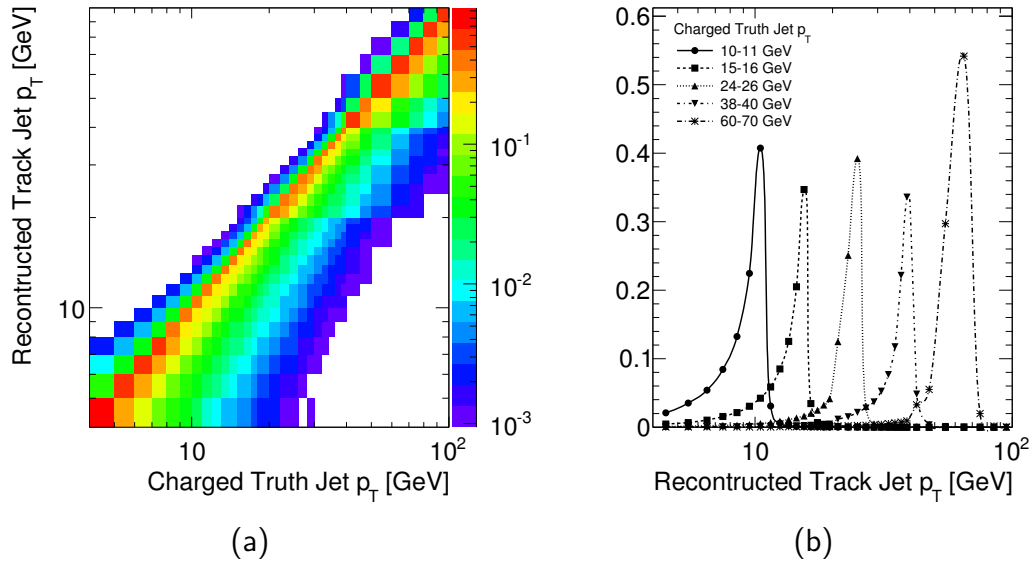 Reconstructed Track Jet p_T [GeV]
10
10
10^2
Charged Truth Jet p_T [GeV]
10^-1
10^-2
10^-3
(a)
0.6
0.5
0.4
0.3
0.2
0.1
0
Charged Truth Jet p_T
10-11 GeV
15-16 GeV
24-26 GeV
38-40 GeV
60-70 GeV
10
10^2
Reconstructed Track Jet p_T [GeV]
(b)